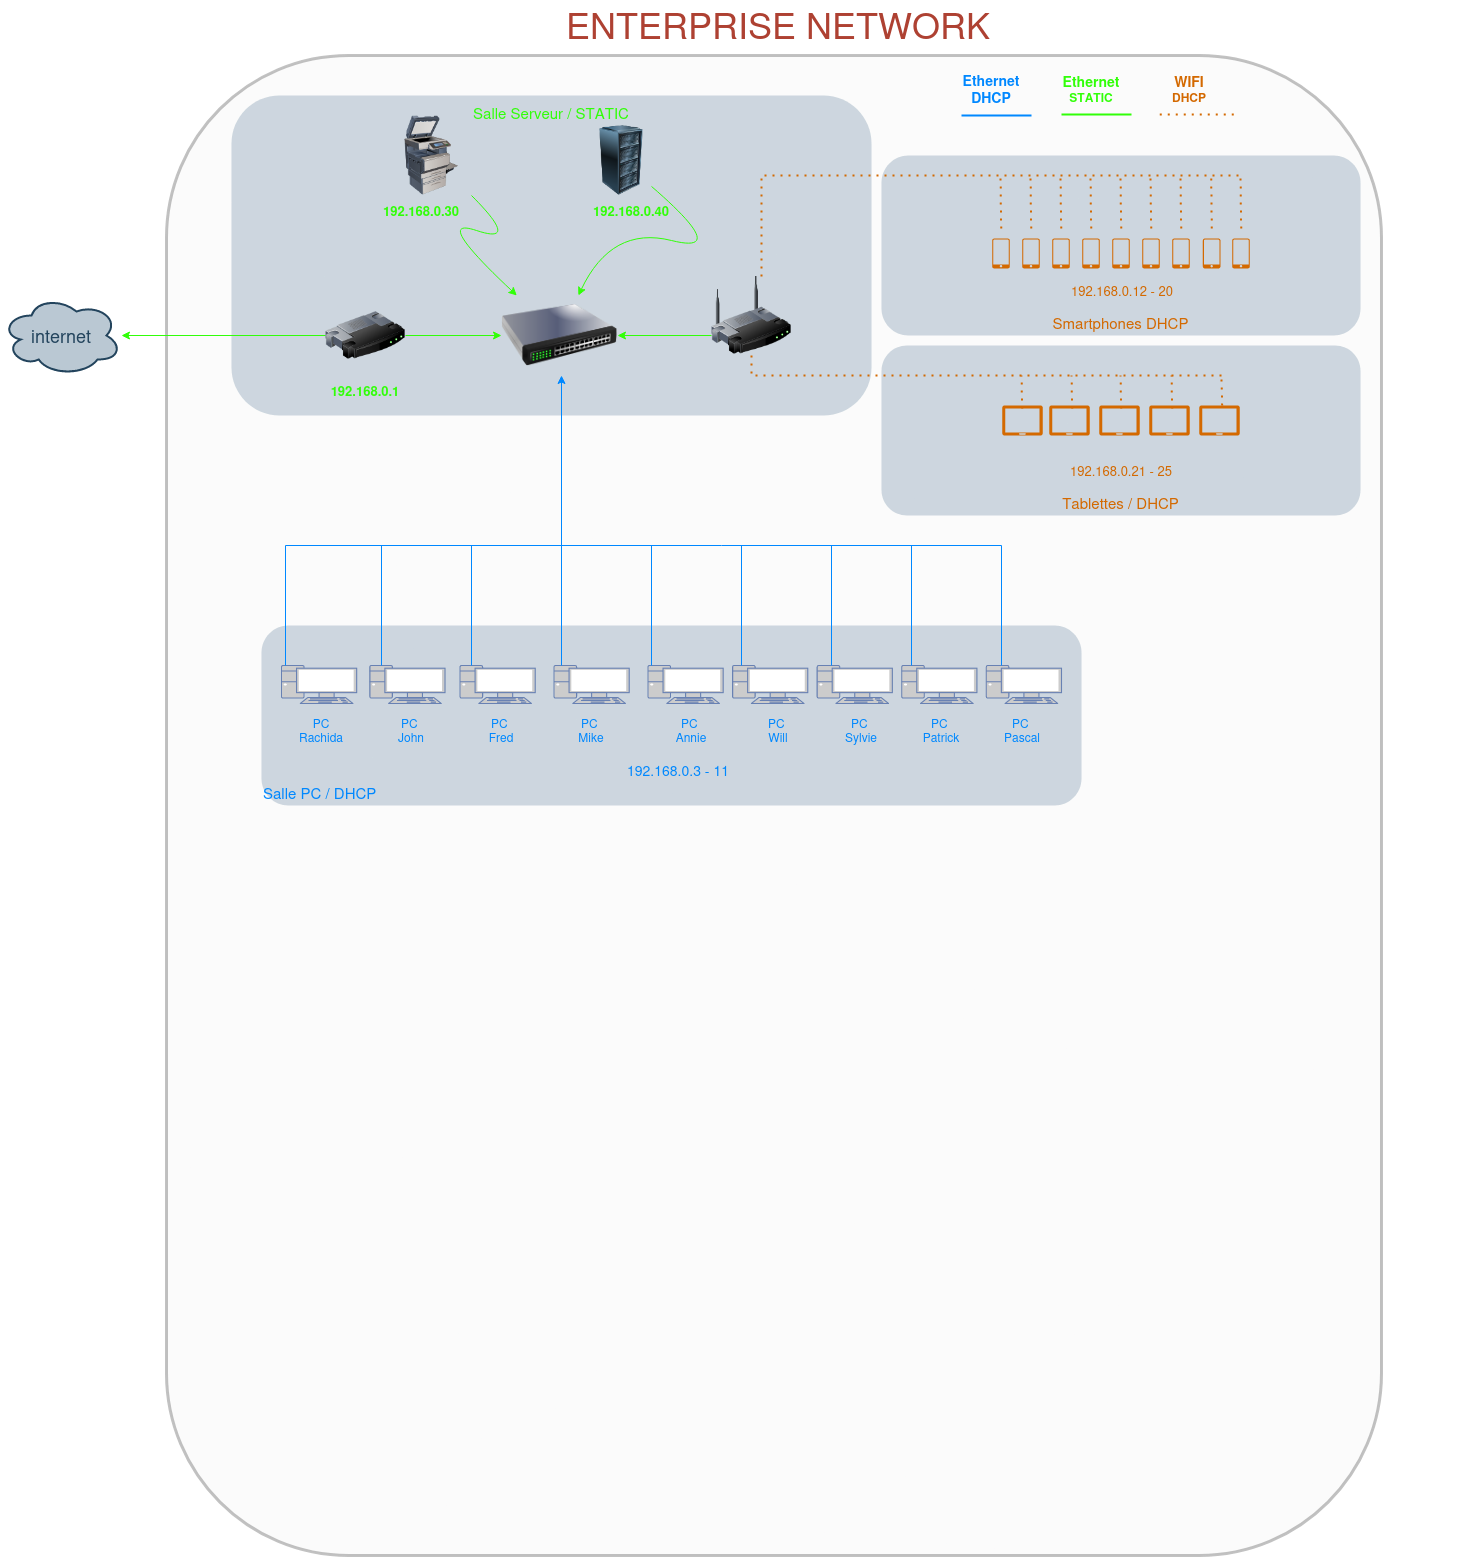 ENTERPRISE NETWORK
Ethernet
DHCP
Ethernet
STATIC
WIFI
DHCP
Salle Serveur / STATIC
192.168.0.30
192.168.0.40
192.168.0.12 - 20
Smartphones DHCP
internet
192.168.0.1
192.168.0.21 - 25
Tablettes / DHCP
PC
Rachida
PC
John
PC
Fred
PC
Mike
PC
Annie
PC
Will
PC
Sylvie
PC
Patrick
PC
Pascal
192.168.0.3 - 11
Salle PC / DHCP